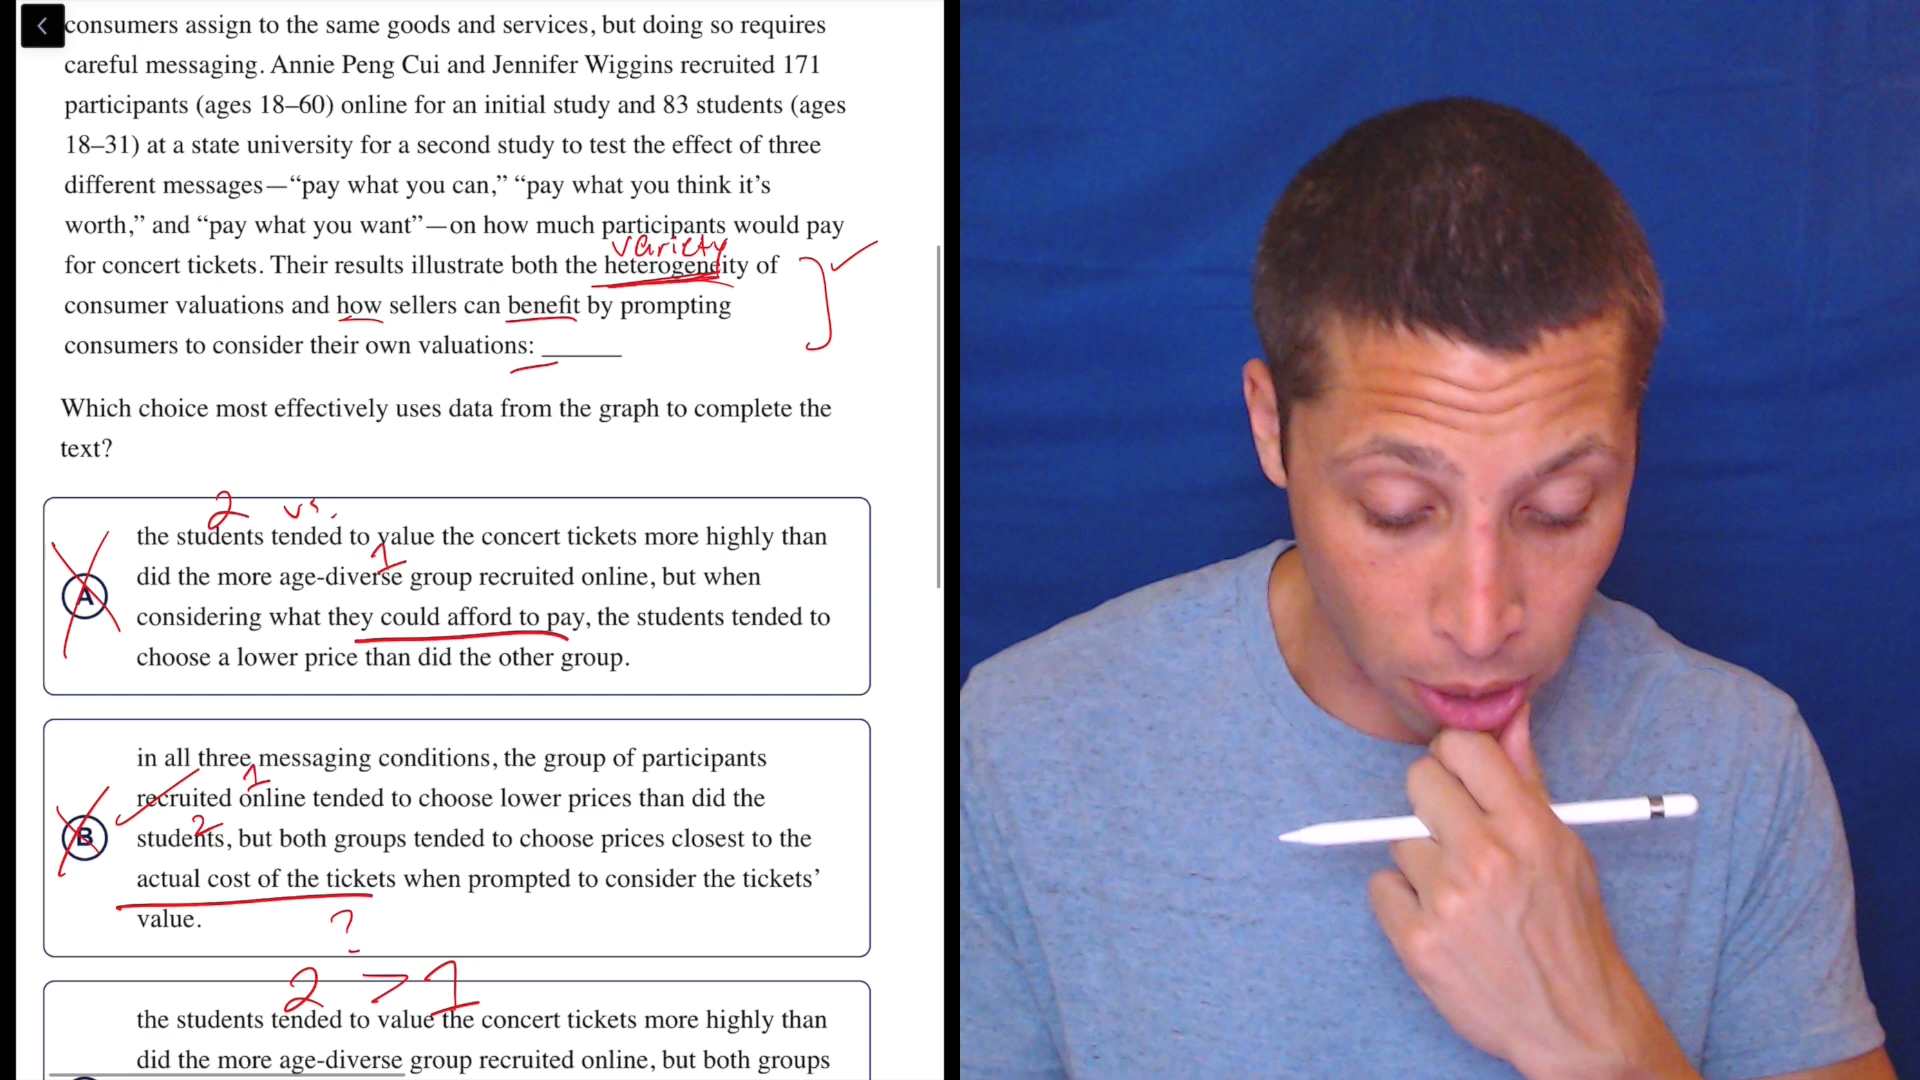 consumers assign to the same goods and services, but doing so requires
careful messaging. Annie Peng Cui and Jennifer Wiggins recruited 171
participants (ages 18–60) online for an initial study and 83 students (ages
18–31) at a state university for a second study to test the effect of three
different messages—“pay what you can,” “pay what you think it’s
worth,” and “pay what you want”—on how much participants would pay
variety
for concert tickets. Their results illustrate both the heterogeneity of
consumer valuations and how sellers can benefit by prompting
consumers to consider their own valuations: ______
Which choice most effectively uses data from the graph to complete the
text?
2 vs.
the students tended to value the concert tickets more highly than
1
did the more age-diverse group recruited online, but when
A
considering what they could afford to pay, the students tended to
choose a lower price than did the other group.
in all three messaging conditions, the group of participants
1
recruited online tended to choose lower prices than did the
2
B
students, but both groups tended to choose prices closest to the
actual cost of the tickets when prompted to consider the tickets’
value.
?
2 > 1
the students tended to value the concert tickets more highly than
did the more age-diverse group recruited online, but both groups